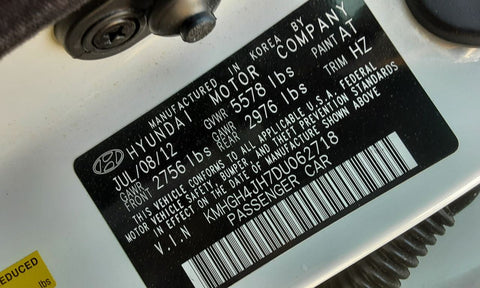 MANUFACTURED IN KOREA BY
HYUNDAI MOTOR COMPANY
JUL/08/12 GVWR 5578 lbs PAINT AT
GAWR FRONT 2756 lbs GAWR REAR 2976 lbs TRIM HZ
THIS VEHICLE CONFORMS TO ALL APPLICABLE U.S.A. FEDERAL
MOTOR VEHICLE SAFETY, BUMPER, AND THEFT PREVENTION STANDARDS
IN EFFECT ON THE DATE OF MANUFACTURE SHOWN ABOVE
V.I.N KMHGH4JH7DU062718
PASSENGER CAR
EDUCED
lbs